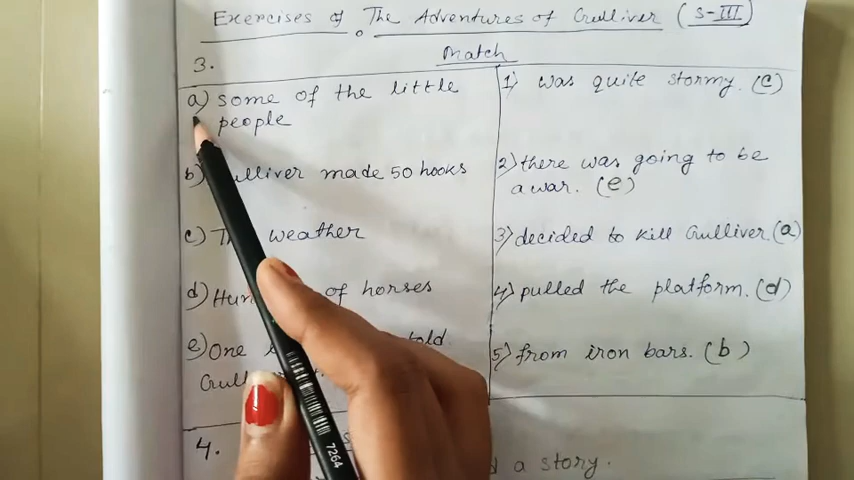 Exercises of The Adventures of Gulliver (S-III)
Match
3.
a) some of the little
people
1) was quite stormy. (c)
b) Gulliver made 50 hooks
2) there was going to be
a war. (e)
c) The weather
3) decided to kill Gulliver. (a)
d) of horses
4) pulled the platform. (d)
e) One told
5) from iron bars. (b)
4.
a story.
7264